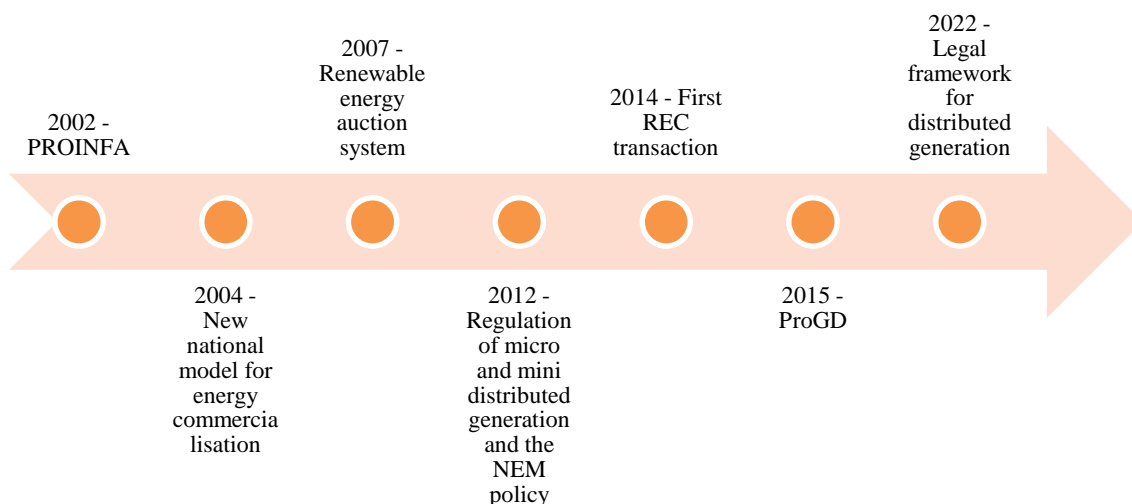 2002 -
PROINFA
2004 -
New
national
model for
energy
commercia
lisation
2007 -
Renewable
energy
auction
system
2012 -
Regulation
of micro
and mini
distributed
generation
and the
NEM
policy
2014 - First
REC
transaction
2015 -
ProGD
2022 -
Legal
framework
for
distributed
generation